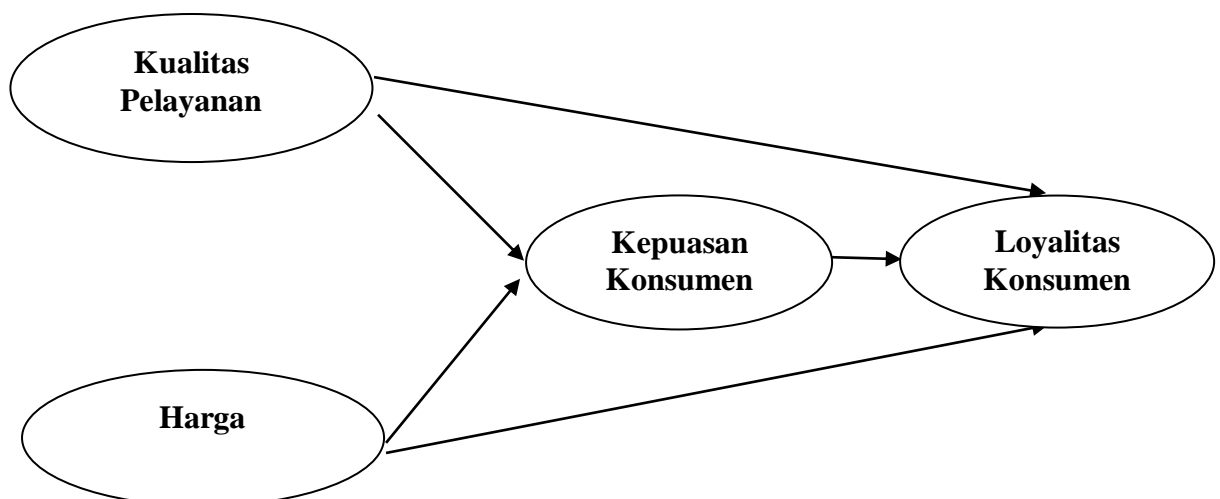 Kualitas
Pelayanan
Kepuasan
Konsumen
Loyalitas
Konsumen
Harga